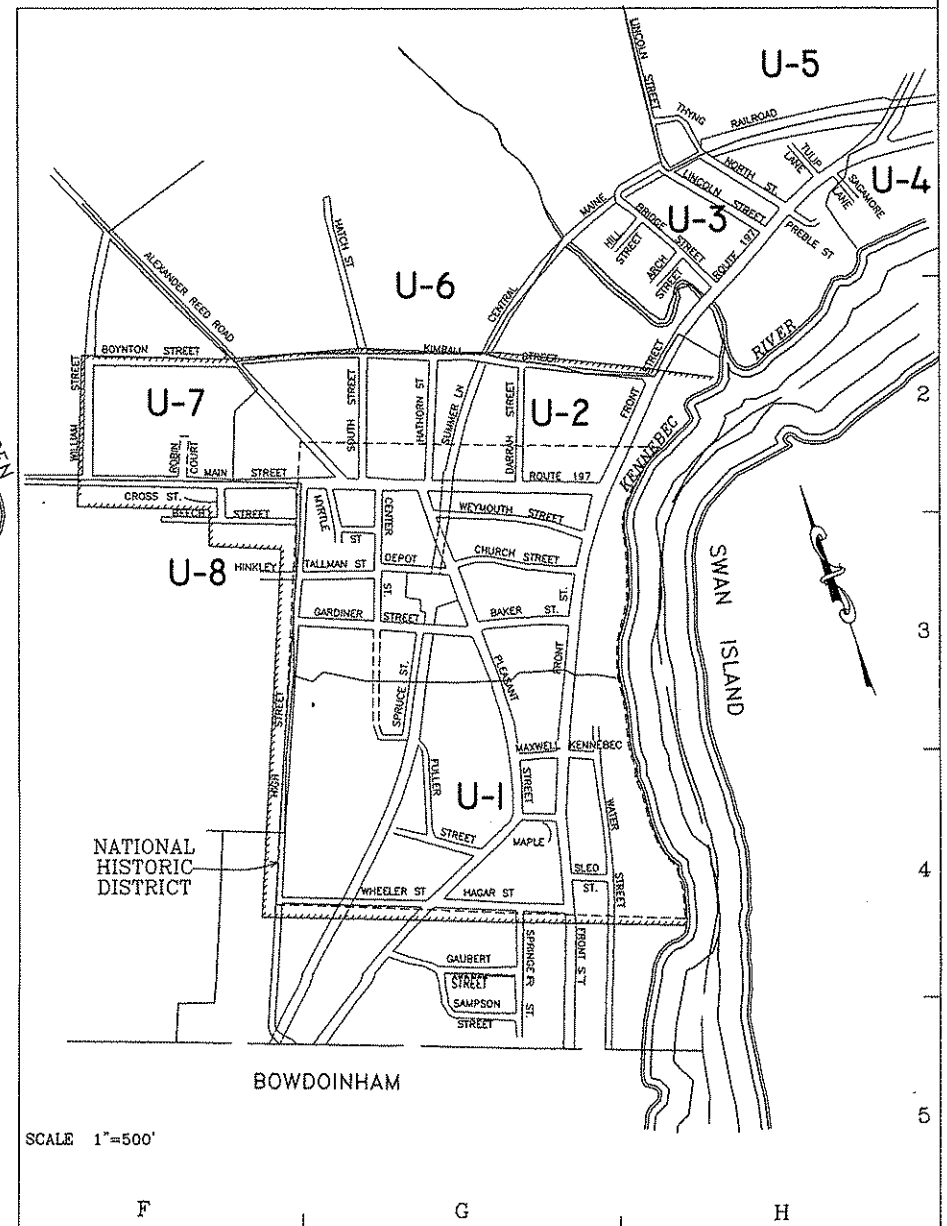 LINCOLN STREET
U-5
THYNG
RAILROAD
NORTH ST.
TULIP LANE
SAGAMORE LANE
U-4
LINCOLN STREET
MAINE
BRIDGE STREET
U-3
HILL STREET
ARCH STREET
ROUTE 197
PREBLE ST
HATCH ST
ALEXANDER REED ROAD
U-6
CENTRAL
RIVER
KENNEBEC
BOYNTON STREET
KIMBALL STREET
STREET
FRONT
WILLIAM STREET
U-7
SOUTH STREET
HATHORN ST
SUMMER LN
DARRAH STREET
U-2
2
ROBIN COURT
MAIN STREET
ROUTE 197
CROSS ST.
BEECH STREET
MYRTLE ST
CENTER ST.
WEYMOUTH STREET
CHURCH STREET
U-8
HINKLEY
TALLMAN ST
DEPOT
SWAN ISLAND
GARDINER STREET
BAKER ST.
FRONT ST.
3
SPRUCE ST.
PLEASANT STREET
HIGH STREET
MAXWELL
KENNEBEC
FULLER STREET
U-1
MAPLE
WATER STREET
NATIONAL
HISTORIC
DISTRICT
SLED
ST.
4
WHEELER ST
HAGAR ST
GAUBERT
STREET
SPRINGER ST.
FRONT ST.
SAMPSON
STREET
BOWDOINHAM
5
SCALE 1"=500'
F
G
H